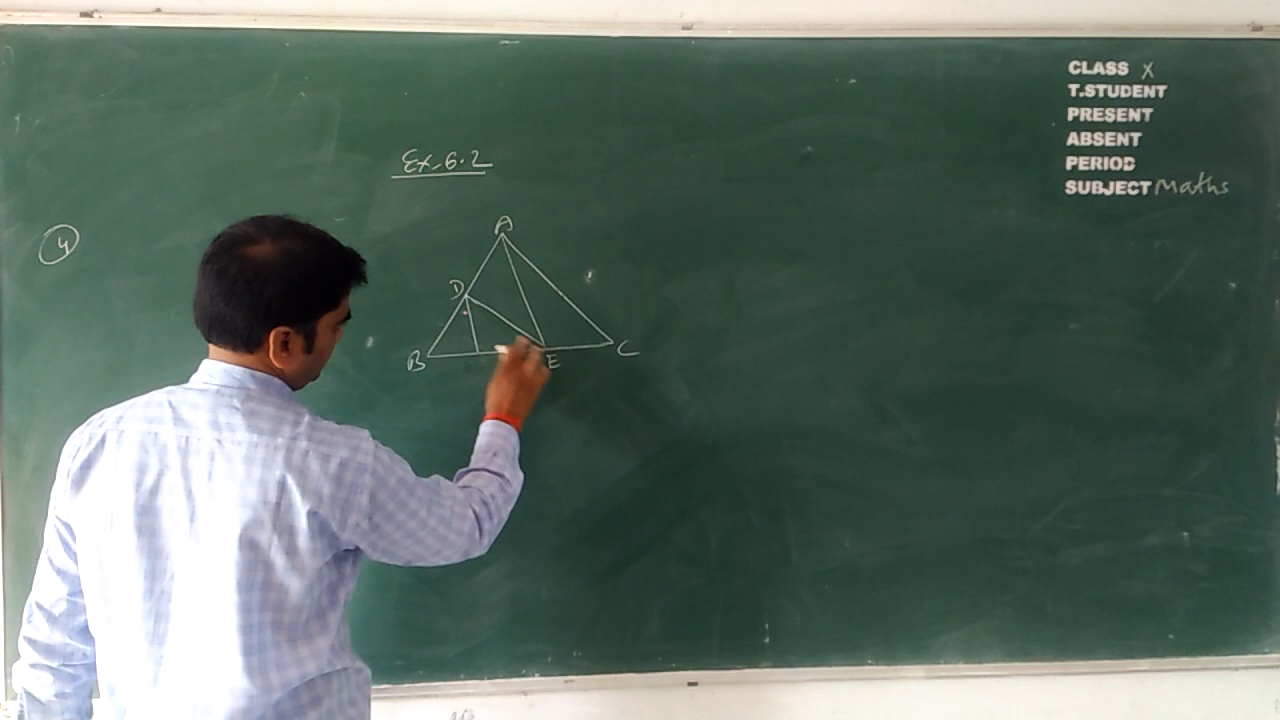 CLASS X
T.STUDENT
PRESENT
ABSENT
PERIOD
SUBJECT Maths
Ex-6.2
4
A
D
B
E
C